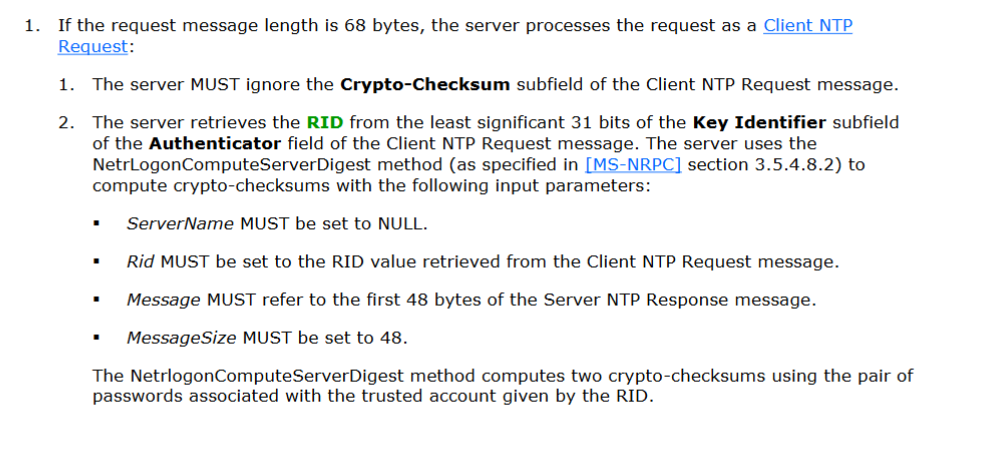 1. If the request message length is 68 bytes, the server processes the request as a Client NTP
Request:
1. The server MUST ignore the Crypto-Checksum subfield of the Client NTP Request message.
2. The server retrieves the RID from the least significant 31 bits of the Key Identifier subfield
of the Authenticator field of the Client NTP Request message. The server uses the
NetrLogonComputeServerDigest method (as specified in [MS-NRPC] section 3.5.4.8.2) to
compute crypto-checksums with the following input parameters:
▪ ServerName MUST be set to NULL.
▪ Rid MUST be set to the RID value retrieved from the Client NTP Request message.
▪ Message MUST refer to the first 48 bytes of the Server NTP Response message.
▪ MessageSize MUST be set to 48.
The NetrlogonComputeServerDigest method computes two crypto-checksums using the pair of
passwords associated with the trusted account given by the RID.